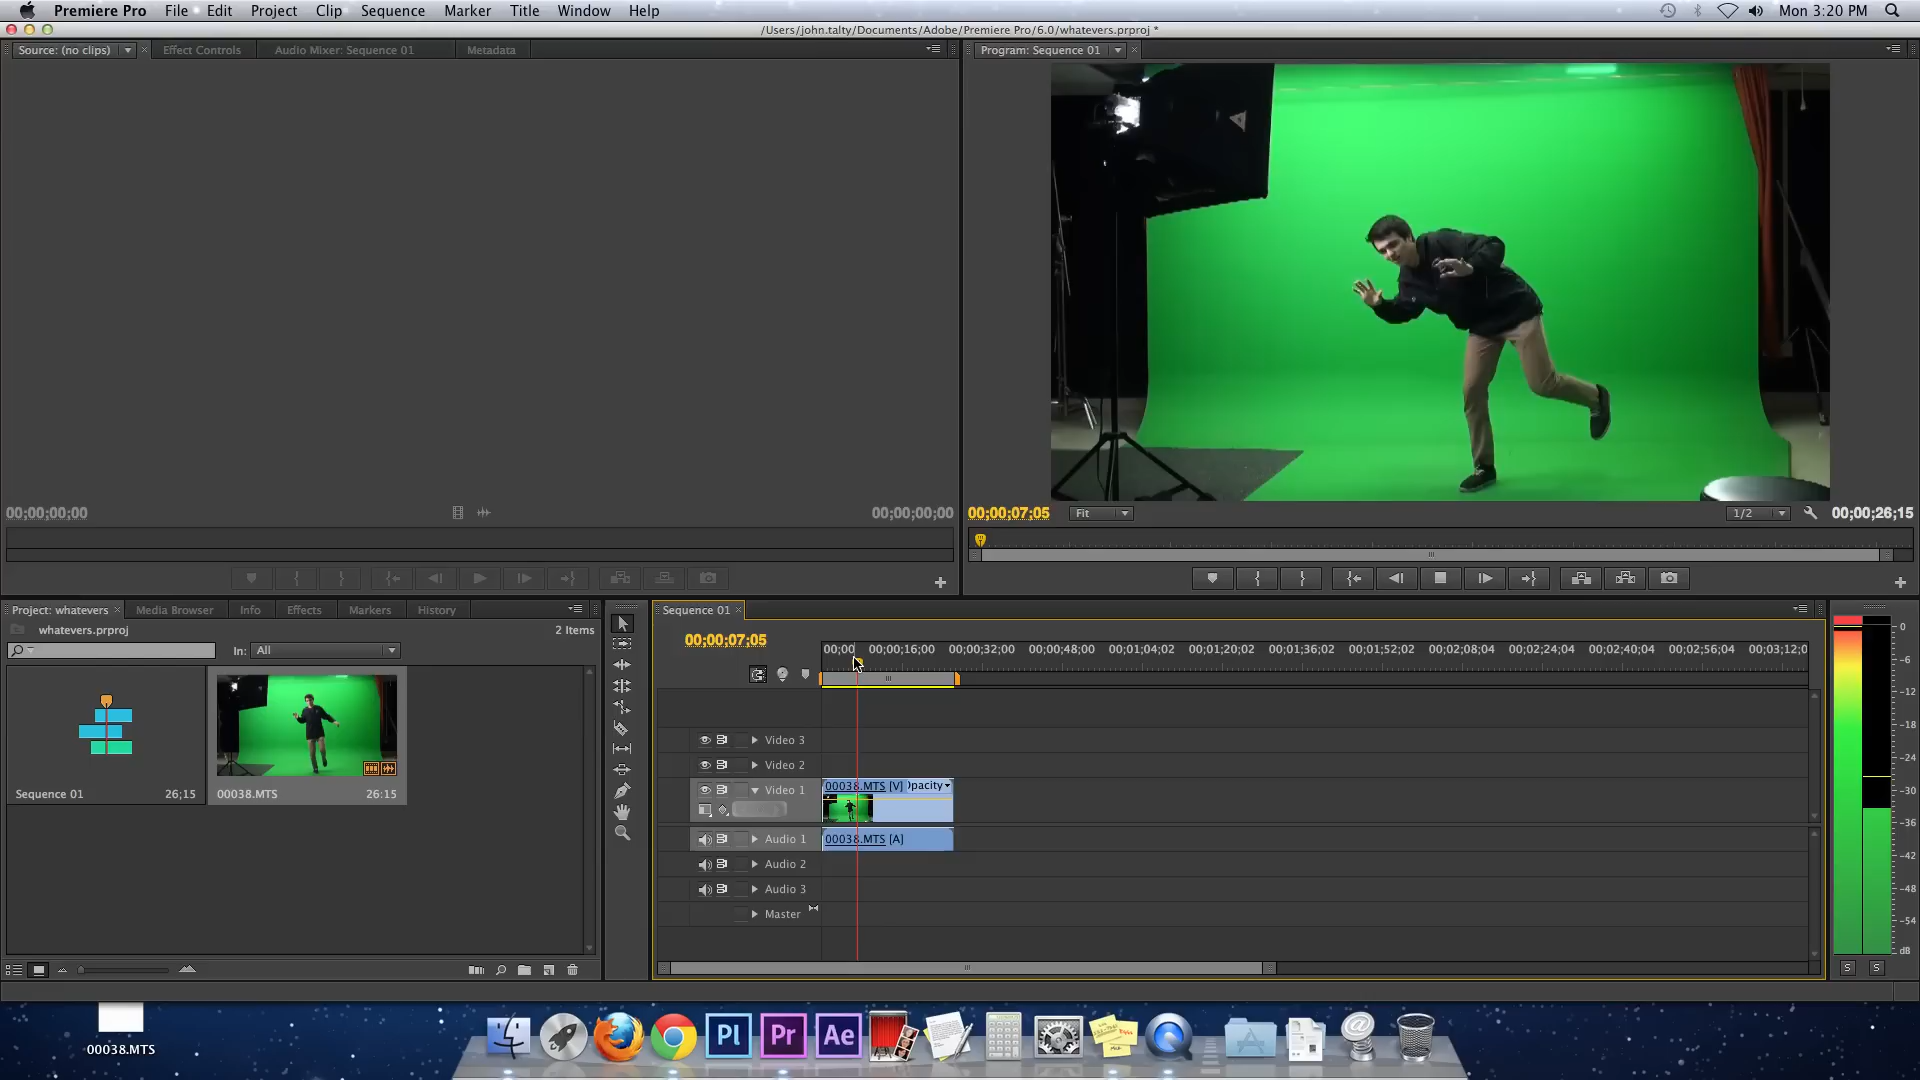 Premiere Pro File Edit Project Clip Sequence Marker Title Window Help Mon 3:20 PM
/Users/john.talty/Documents/Adobe/Premiere Pro/6.0/whatevers.prproj *
Source: (no clips) Effect Controls Audio Mixer: Sequence 01 Metadata
Program: Sequence 01
00;00;00;00 00;00;00;00
00;00;07;05 Fit 1/2 00;00;26;15
Project: whatevers Media Browser Info Effects Markers History
whatevers.prproj 2 Items
In: All
Sequence 01 26;15
00038.MTS 26:15
Sequence 01
00;00;07;05
00;00 00;00;16;00 00;00;32;00 00;00;48;00 00;01;04;02 00;01;20;02 00;01;36;02 00;01;52;02 00;02;08;04 00;02;24;04 00;02;40;04 00;02;56;04 00;03;12;0
Video 3
Video 2
Video 1 00038.MTS [V] pacity
Audio 1 00038.MTS [A]
Audio 2
Audio 3
Master
0
-6
-12
-18
-24
-30
-36
-42
-48
-54
dB
S S
00038.MTS
Pl Pr Ae